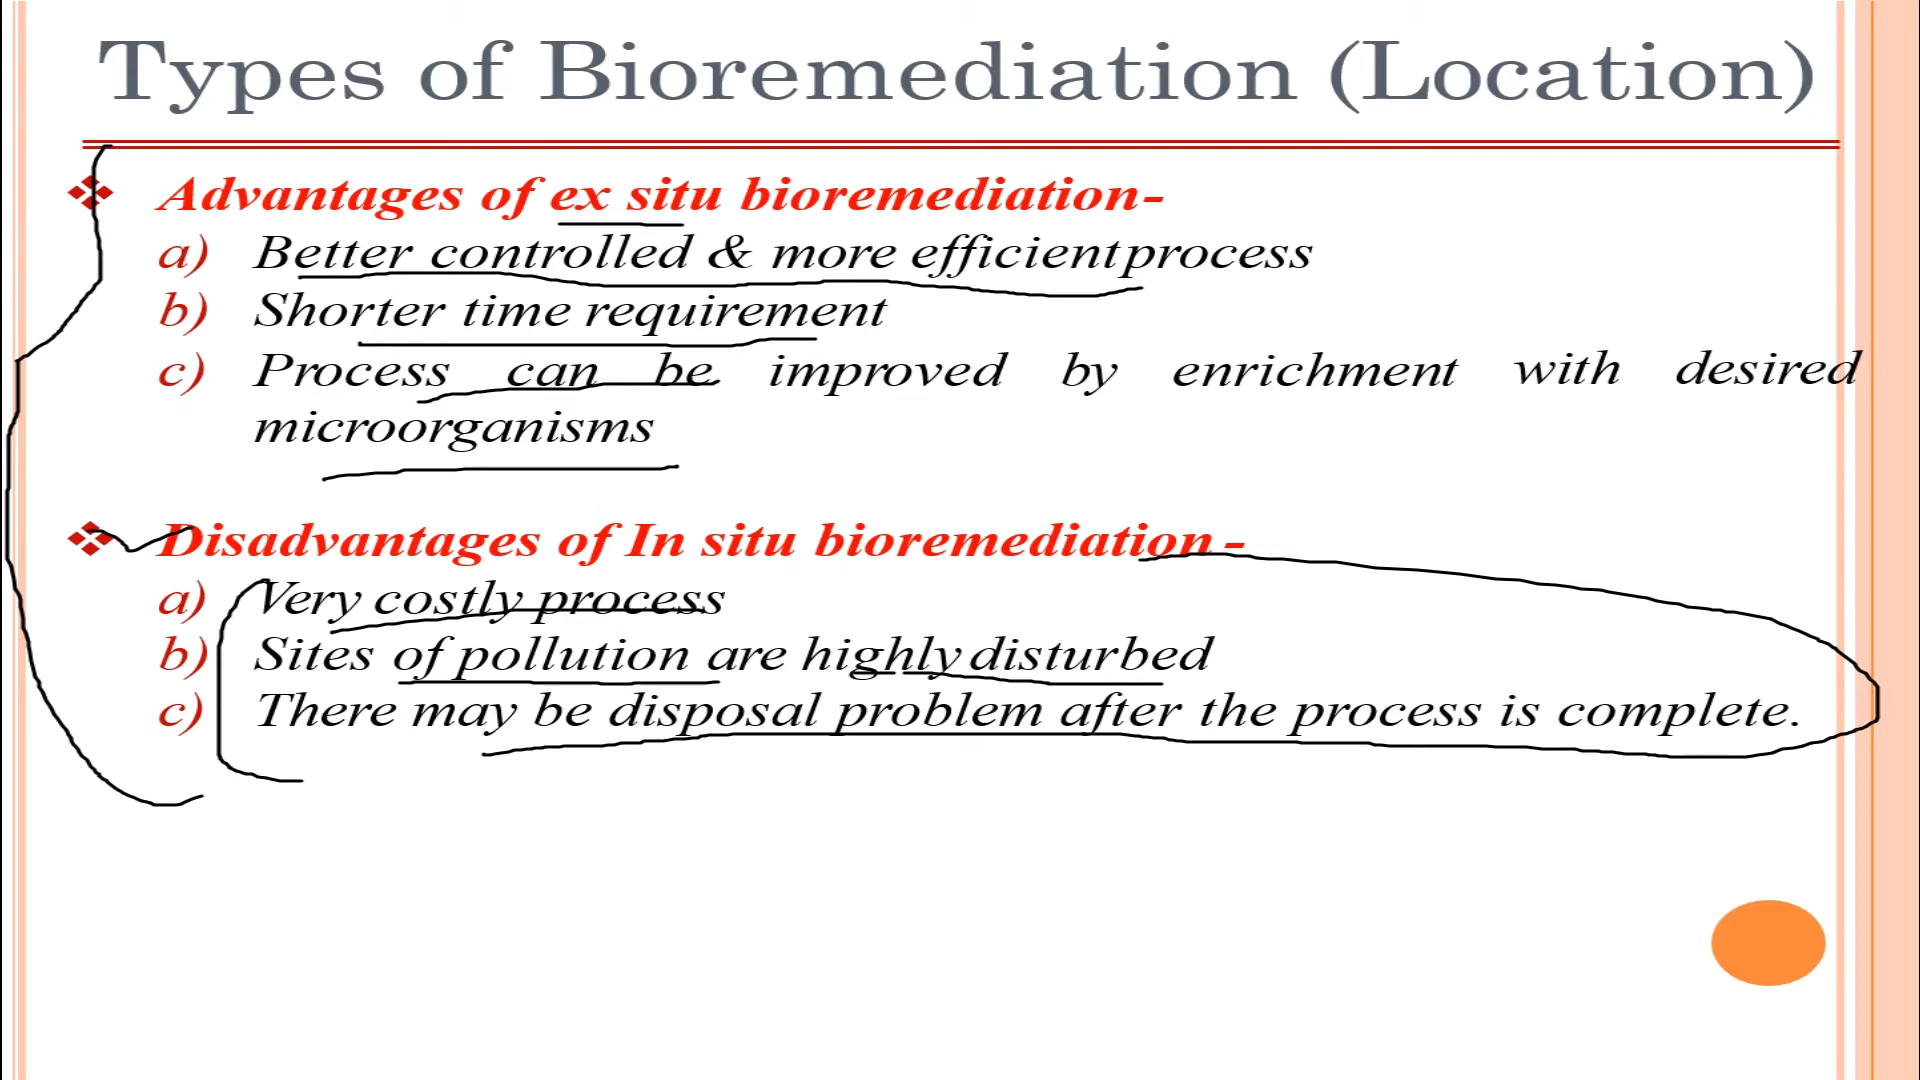 Types of Bioremediation (Location)
Advantages of ex situ bioremediation-
a) Better controlled & more efficient process
b) Shorter time requirement
c) Process can be improved by enrichment with desired
microorganisms
Disadvantages of In situ bioremediation-
a) Very costly process
b) Sites of pollution are highly disturbed
c) There may be disposal problem after the process is complete.